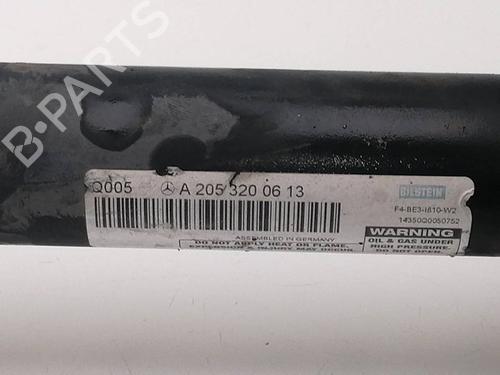 B-PARTS
Q005 A 205 320 06 13
BILSTEIN
F4-BE3-I610-W2
14350Q0050752
ASSEMBLED IN GERMANY
DO NOT APPLY HEAT OR FLAME.
EXPLOSION & INJURY MAY OCCUR.
WARNING
OIL & GAS UNDER
HIGH PRESSURE.
DO NOT OPEN.